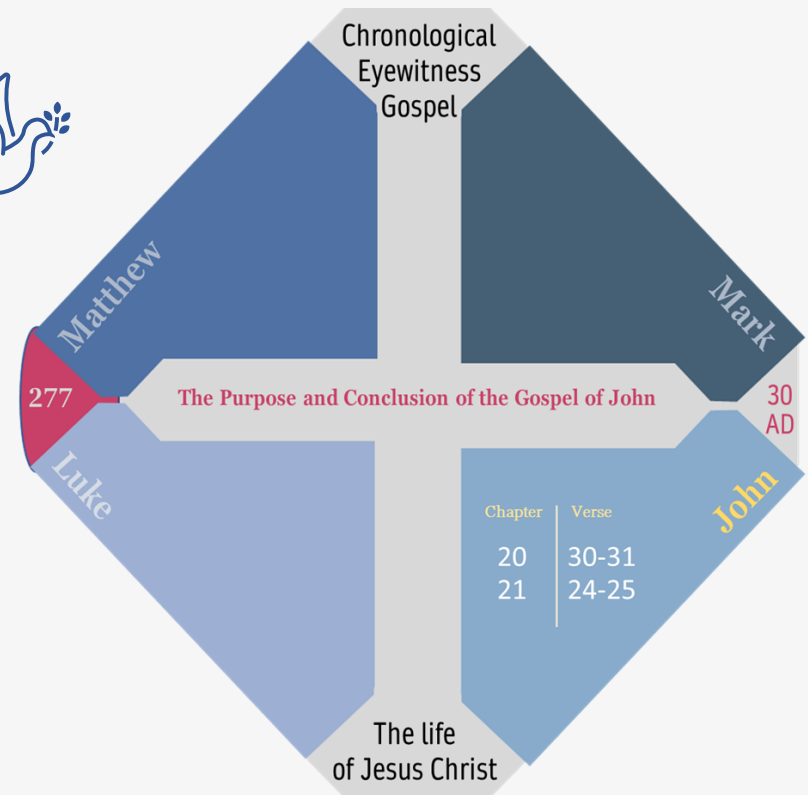 Chronological
Eyewitness
Gospel
Matthew
Mark
277
The Purpose and Conclusion of the Gospel of John
30
AD
Luke
John
Chapter Verse
20 30-31
21 24-25
The life
of Jesus Christ